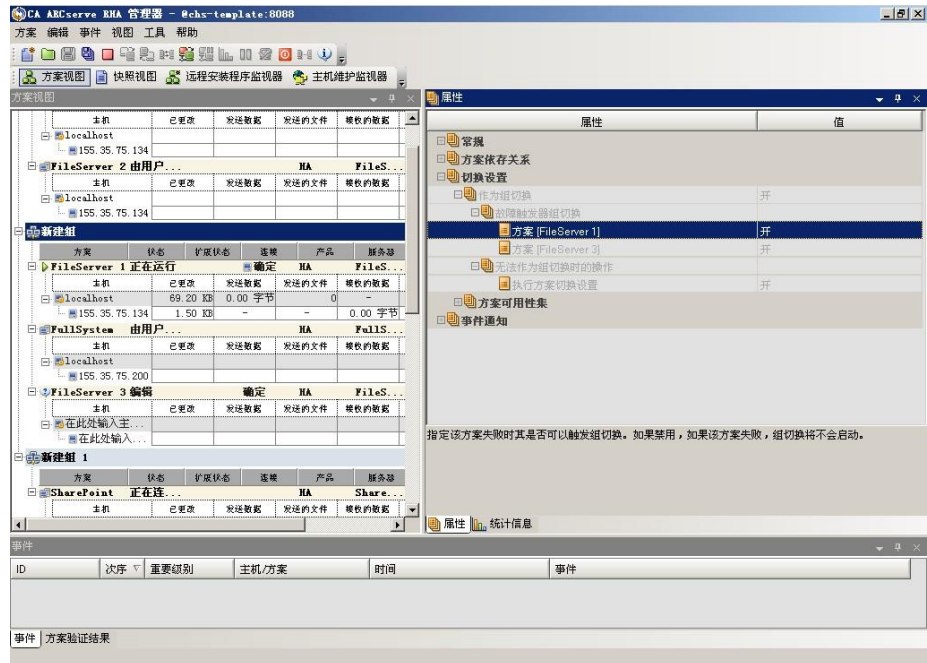 CA ARCserve RHA 管理器 - @chs-template:8088
方案 编辑 事件 视图 工具 帮助
方案视图 快照视图 远程安装程序监视器 主机维护监视器
方案视图
主机 已更改 发送数据 发送的文件 接收的数据
localhost
155.35.75.134
FileServer 2 由用户... HA FileS...
主机 已更改 发送数据 发送的文件 接收的数据
localhost
155.35.75.134
新建组
方案 状态 扩展状态 连接 产品 服务器
FileServer 1 正在运行 确定 HA FileS...
主机 已更改 发送数据 发送的文件 接收的数据
localhost 69.20 KB 0.00 字节 0 -
155.35.75.134 1.50 KB - - 0.00 字节
FullSystem 由用户... HA FullS...
主机 已更改 发送数据 发送的文件 接收的数据
localhost
155.35.75.200
FileServer 3 编辑 确定 HA FileS...
主机 已更改 发送数据 发送的文件 接收的数据
在此处输入主...
在此处输入...
新建组 1
方案 状态 扩展状态 连接 产品 服务器
SharePoint 正在连... HA Share...
主机 已更改 发送数据 发送的文件 接收的数据
属性
属性 值
常规
方案依存关系
切换设置
作为组切换 开
故障触发器组切换
方案 [FileServer 1] 开
方案 [FileServer 3] 开
无法作为组切换时的操作
执行方案切换设置 开
方案可用性集
事件通知
指定该方案失败时其是否可以触发组切换。如果禁用，如果该方案失败，组切换将不会启动。
属性 统计信息
事件
ID 次序 重要级别 主机/方案 时间 事件
事件 方案验证结果